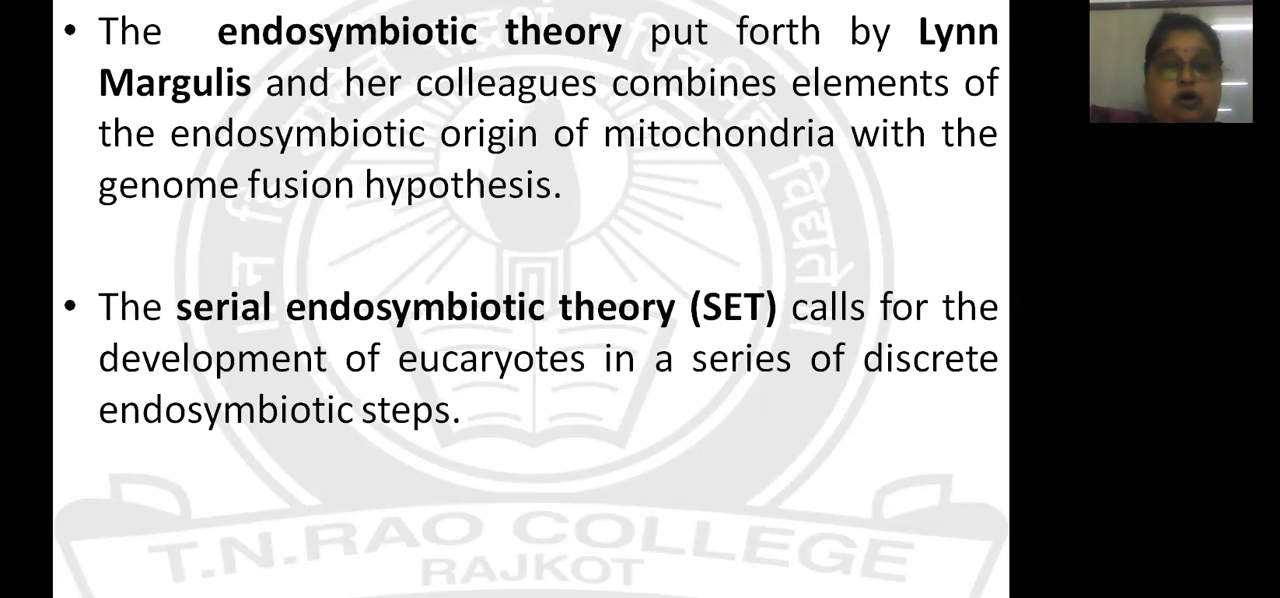 • The endosymbiotic theory put forth by Lynn
Margulis and her colleagues combines elements of
the endosymbiotic origin of mitochondria with the
genome fusion hypothesis.
• The serial endosymbiotic theory (SET) calls for the
development of eucaryotes in a series of discrete
endosymbiotic steps.
T.N.RAO COLLEGE
RAJKOT